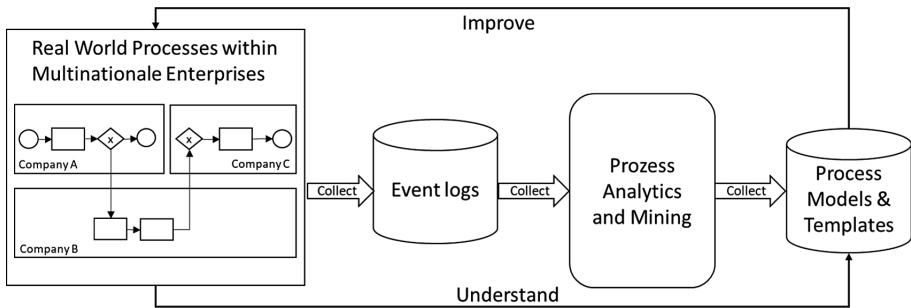 Improve
Real World Processes within
Multinationale Enterprises
x
Company A
x
Company C
Company B
Collect
Event logs
Collect
Prozess
Analytics
and Mining
Collect
Process
Models &
Templates
Understand